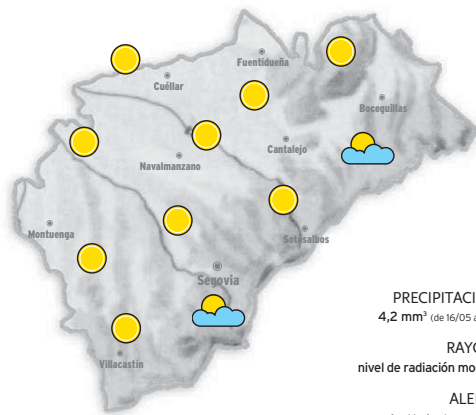 Fuentidueña
Cuéllar
Boceguillas
Cantalejo
Navalmanzano
Montuenga
Sotosalbos
Segovia
PRECIPITACI
4,2 mm³ (de 16/05 a
RAYO
nivel de radiación mo
Villacastín
ALE